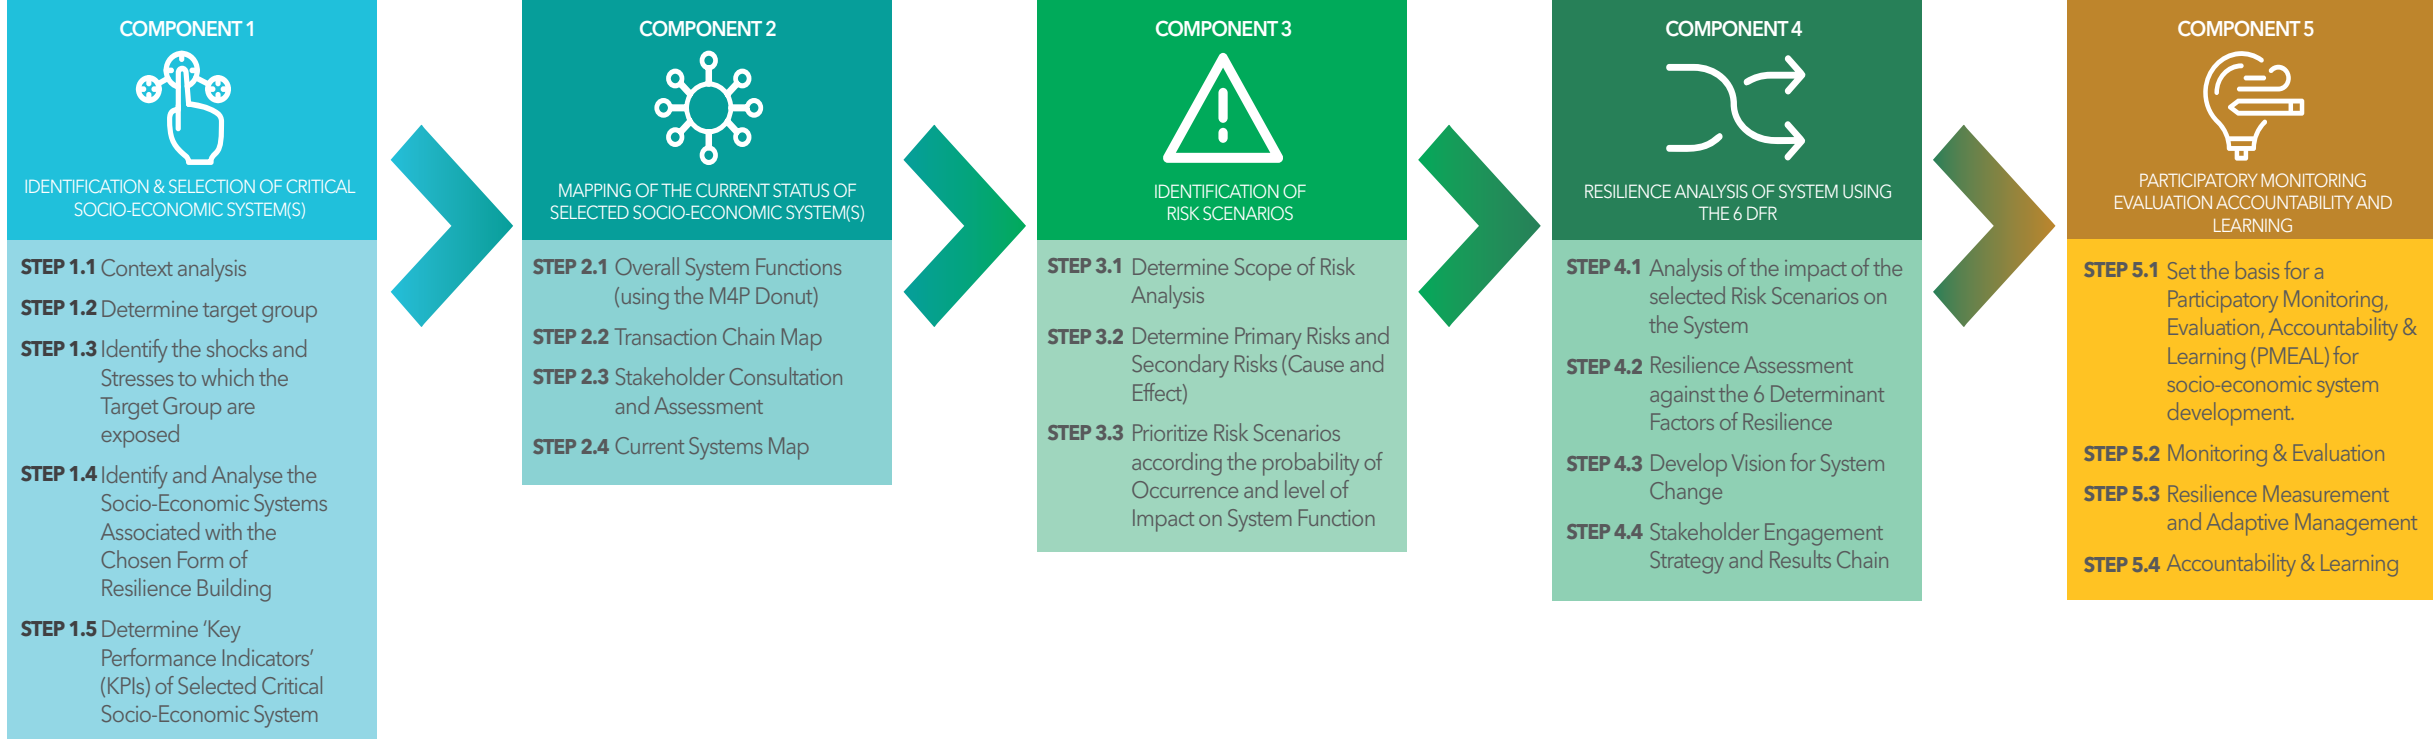 COMPONENT 1
IDENTIFICATION & SELECTION OF CRITICAL
SOCIO-ECONOMIC SYSTEM(S)
STEP 1.1 Context analysis
STEP 1.2 Determine target group
STEP 1.3 Identify the shocks and
Stresses to which the
Target Group are
exposed
STEP 1.4 Identify and Analyse the
Socio-Economic Systems
Associated with the
Chosen Form of
Resilience Building
STEP 1.5 Determine ‘Key
Performance Indicators’
(KPIs) of Selected Critical
Socio-Economic System
COMPONENT 2
MAPPING OF THE CURRENT STATUS OF
SELECTED SOCIO-ECONOMIC SYSTEM(S)
STEP 2.1 Overall System Functions
(using the M4P Donut)
STEP 2.2 Transaction Chain Map
STEP 2.3 Stakeholder Consultation
and Assessment
STEP 2.4 Current Systems Map
COMPONENT 3
IDENTIFICATION OF
RISK SCENARIOS
STEP 3.1 Determine Scope of Risk
Analysis
STEP 3.2 Determine Primary Risks and
Secondary Risks (Cause and
Effect)
STEP 3.3 Prioritize Risk Scenarios
according the probability of
Occurrence and level of
Impact on System Function
COMPONENT 4
RESILIENCE ANALYSIS OF SYSTEM USING
THE 6 DFR
STEP 4.1 Analysis of the impact of the
selected Risk Scenarios on
the System
STEP 4.2 Resilience Assessment
against the 6 Determinant
Factors of Resilience
STEP 4.3 Develop Vision for System
Change
STEP 4.4 Stakeholder Engagement
Strategy and Results Chain
COMPONENT 5
PARTICIPATORY MONITORING
EVALUATION ACCOUNTABILITY AND
LEARNING
STEP 5.1 Set the basis for a
Participatory Monitoring,
Evaluation, Accountability &
Learning (PMEAL) for
socio-economic system
development.
STEP 5.2 Monitoring & Evaluation
STEP 5.3 Resilience Measurement
and Adaptive Management
STEP 5.4 Accountability & Learning